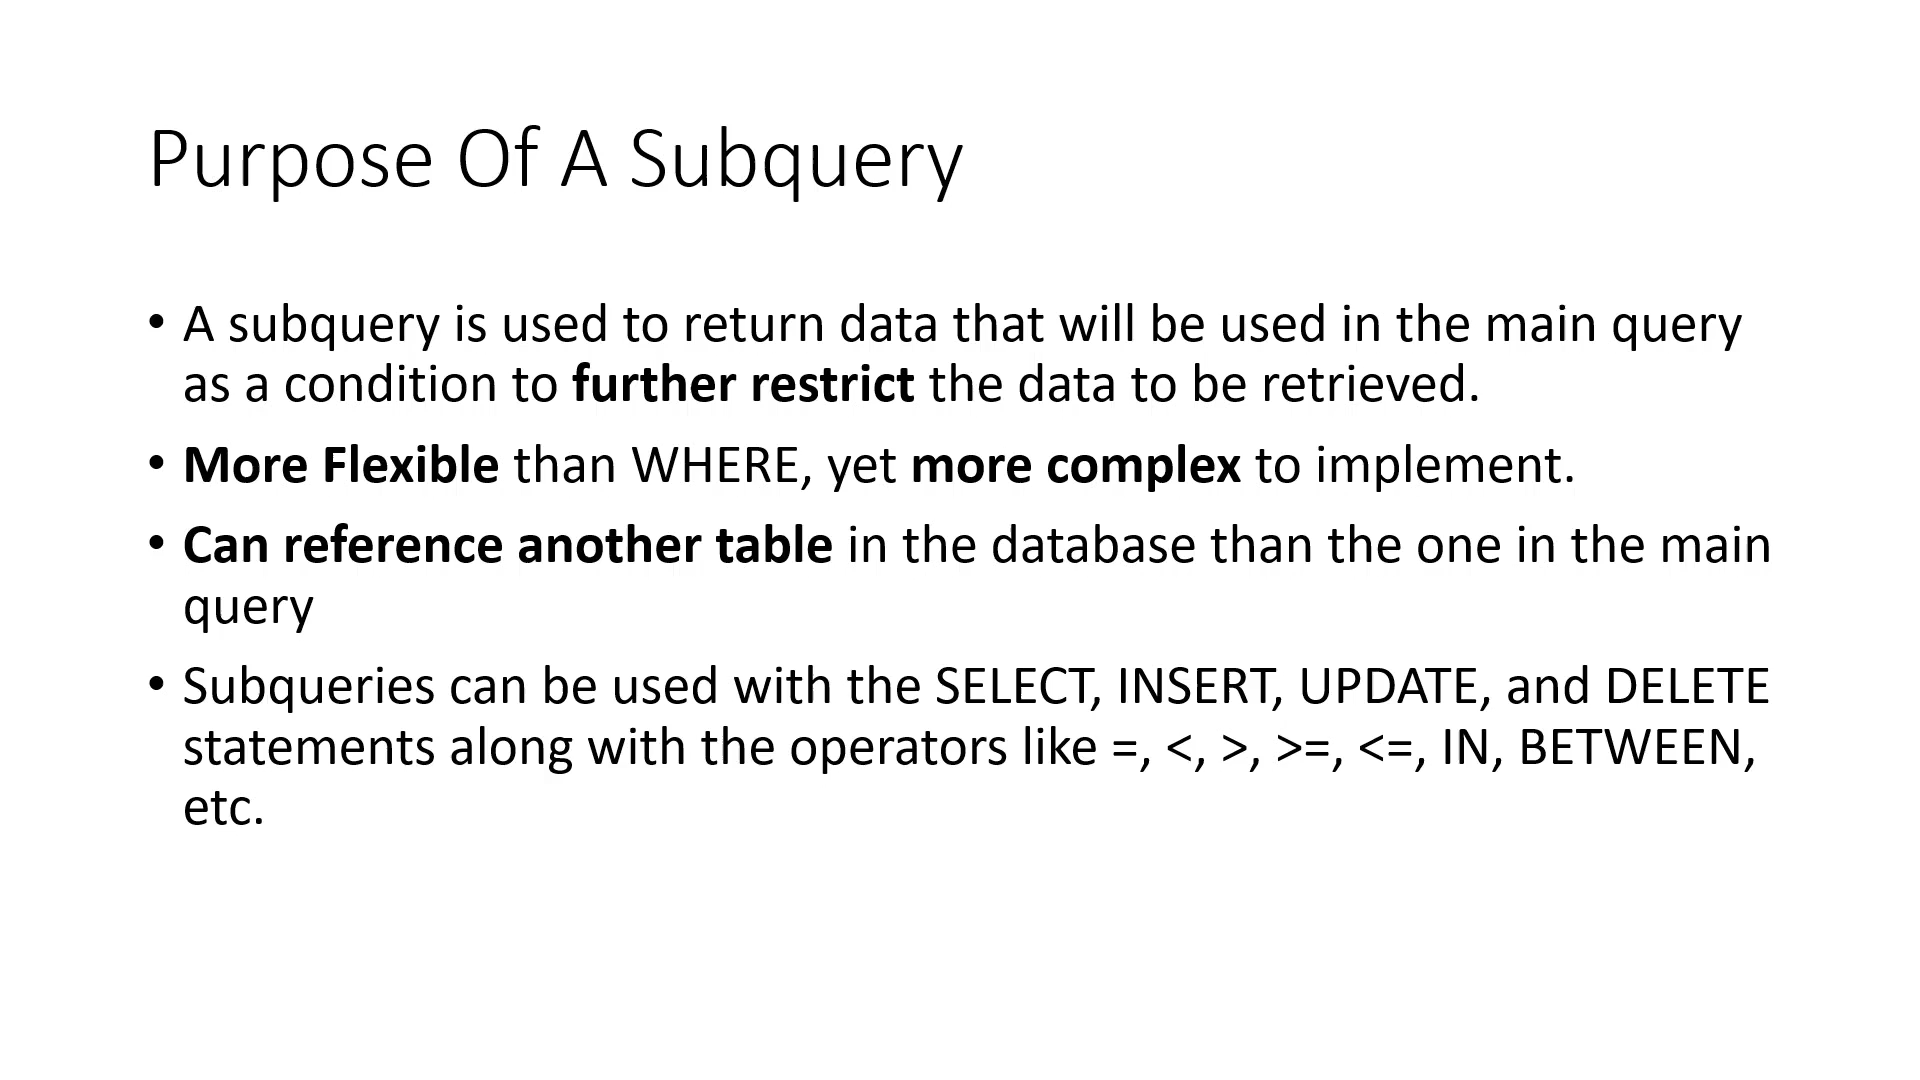 Purpose Of A Subquery
• A subquery is used to return data that will be used in the main query
as a condition to further restrict the data to be retrieved.
• More Flexible than WHERE, yet more complex to implement.
• Can reference another table in the database than the one in the main
query
• Subqueries can be used with the SELECT, INSERT, UPDATE, and DELETE
statements along with the operators like =, <, >, >=, <=, IN, BETWEEN,
etc.